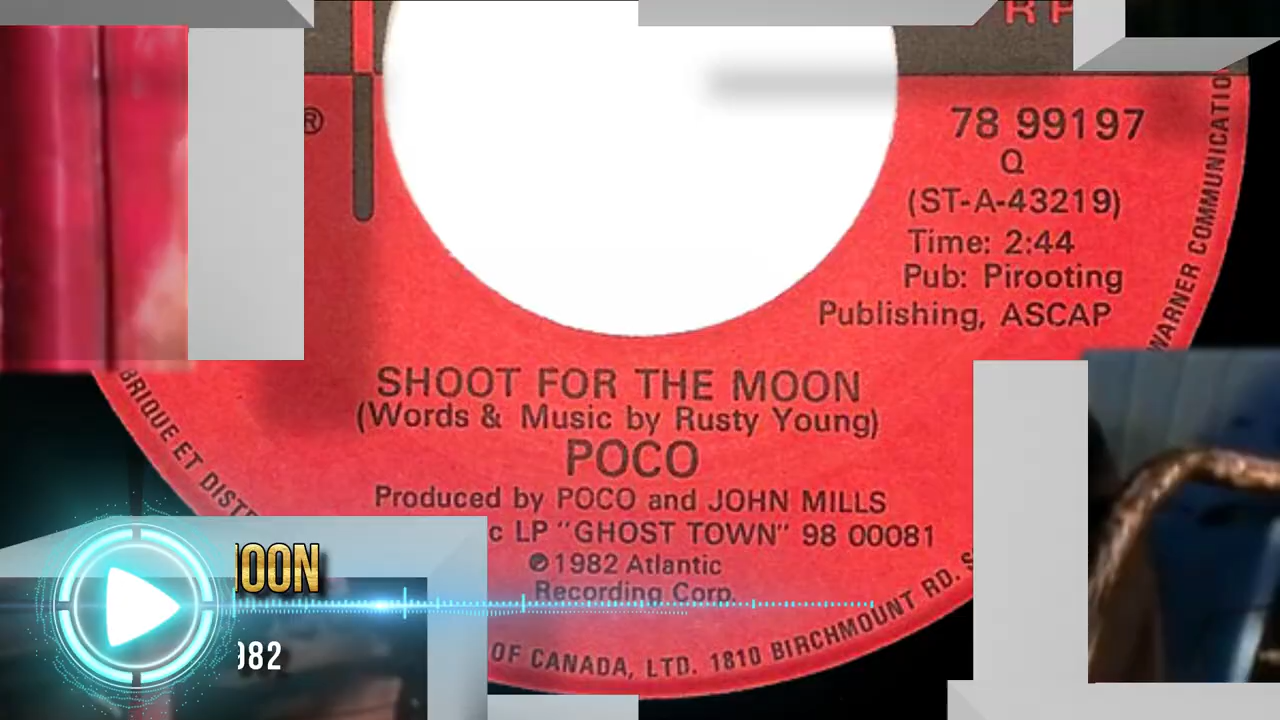 ®
78 99197
Q
(ST-A-43219)
Time: 2:44
Pub: Pirooting
Publishing, ASCAP
SHOOT FOR THE MOON
(Words & Music by Rusty Young)
POCO
Produced by POCO and JOHN MILLS
c LP "GHOST TOWN" 98 00081
℗1982 Atlantic
Recording Corp.
BRIQUE ET DIST
OF CANADA, LTD. 1810 BIRCHMOUNT RD. S
WARNER COMMUNICATIO
OON
982